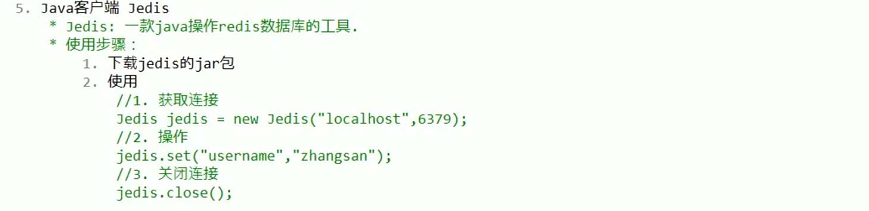 5. Java客户端 Jedis
* Jedis: 一款java操作redis数据库的工具.
* 使用步骤：
1. 下载jedis的jar包
2. 使用
//1. 获取连接
Jedis jedis = new Jedis("localhost",6379);
//2. 操作
jedis.set("username","zhangsan");
//3. 关闭连接
jedis.close();